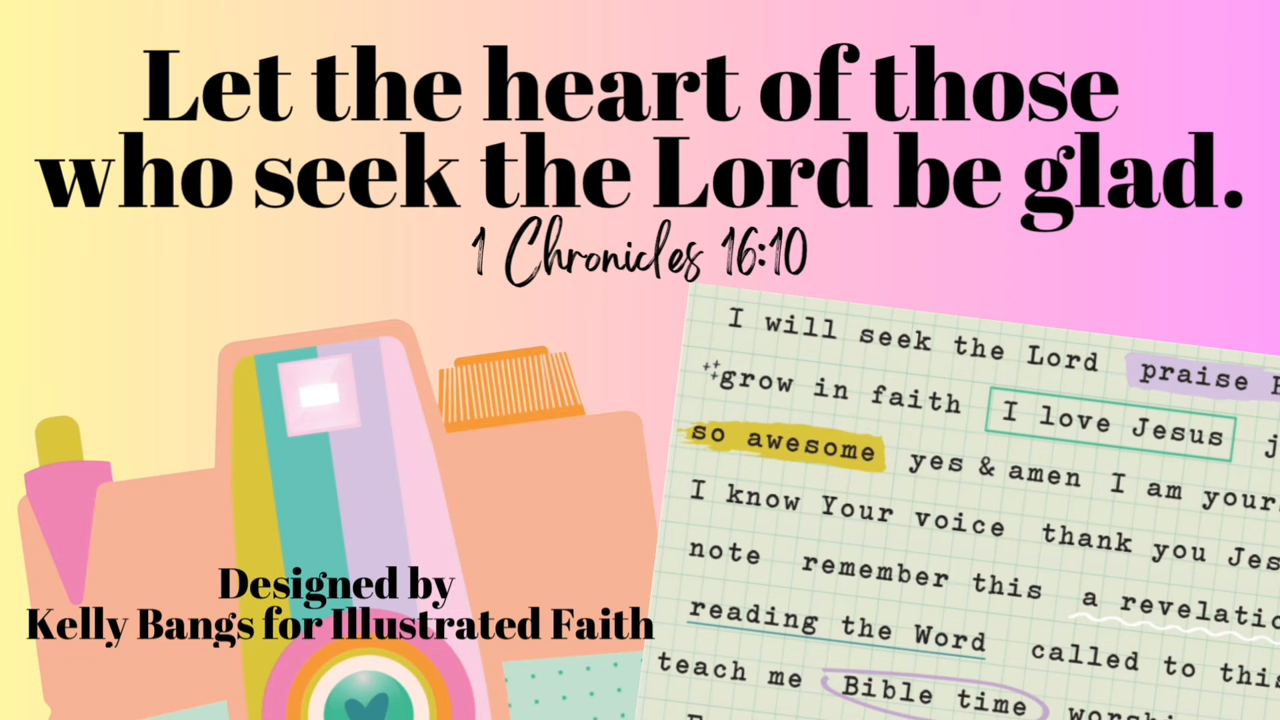 Let the heart of those
who seek the Lord be glad.
1 Chronicles 16:10
I will seek the Lord praise
grow in faith I love Jesus
so awesome yes & amen I am
I know Your voice thank you
note remember this a
reading the Word called to
teach me Bible time
Designed by
Kelly Bangs for Illustrated Faith